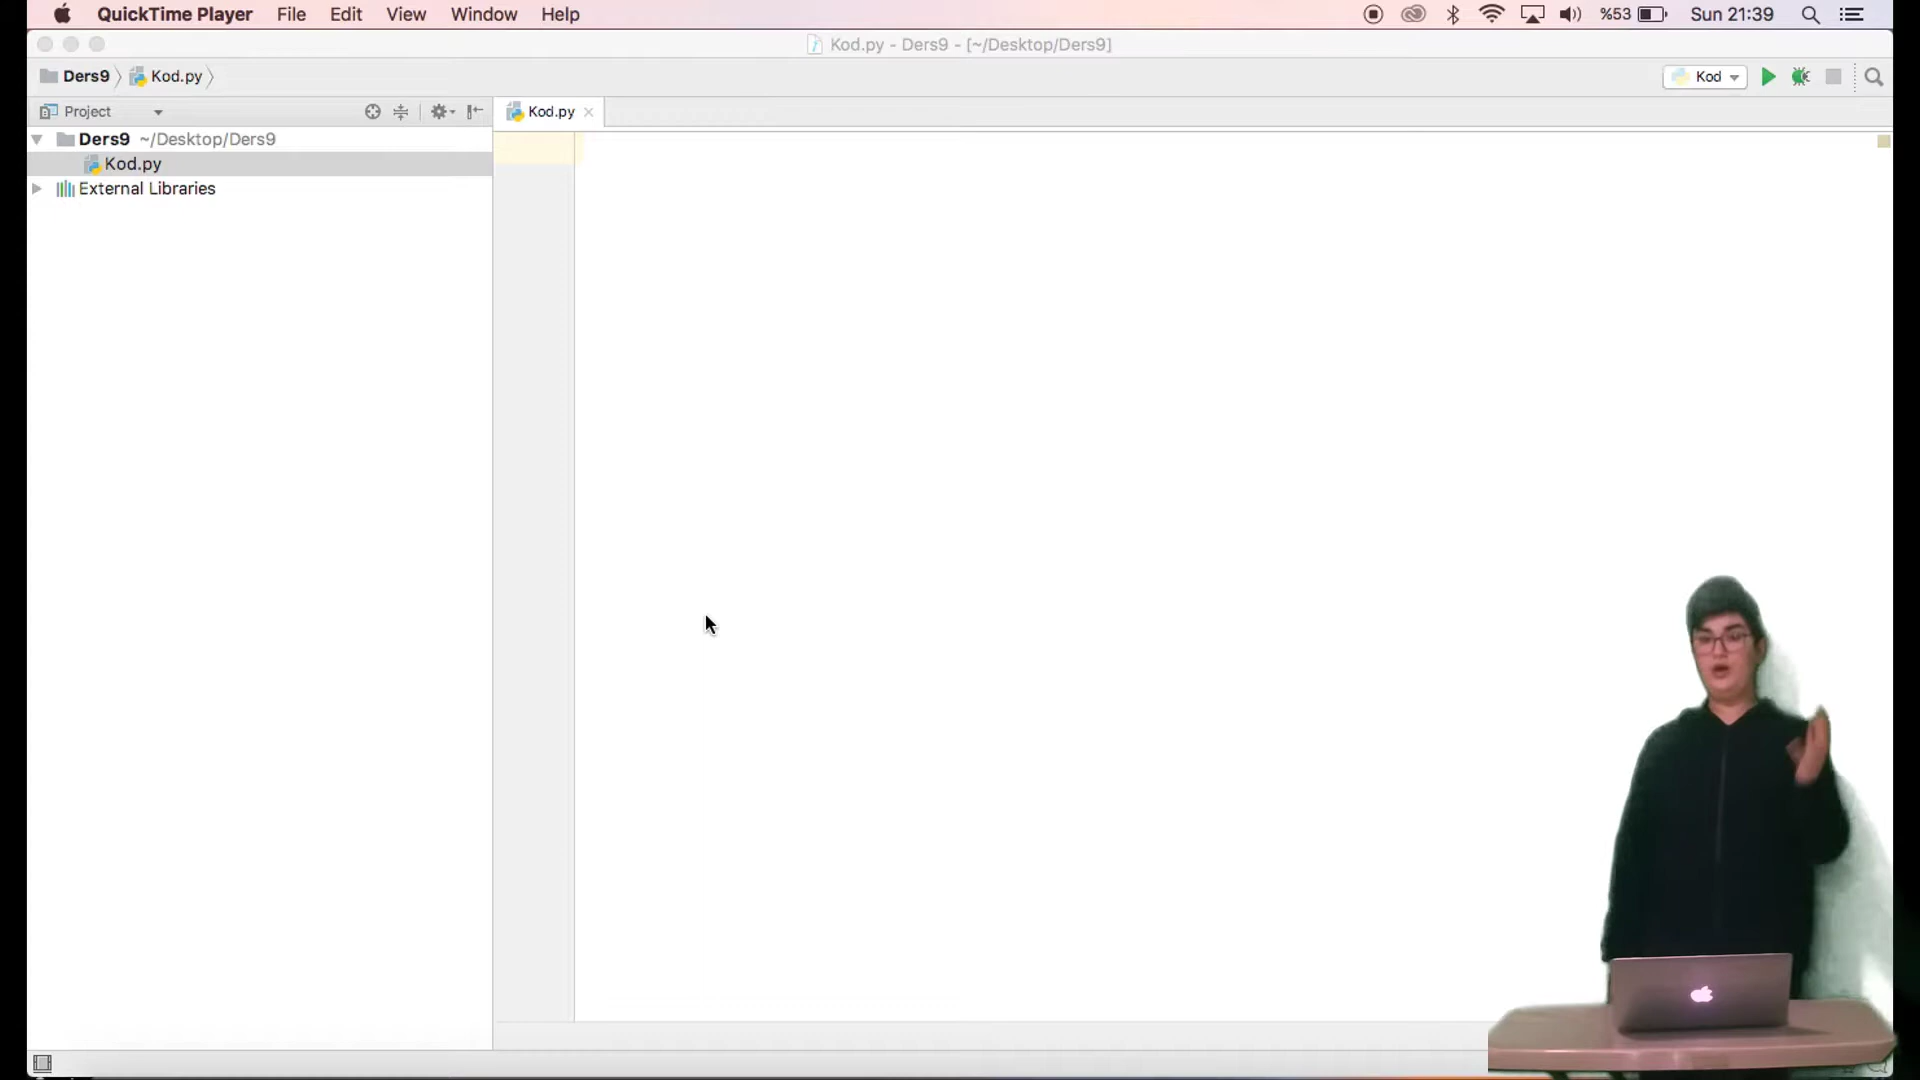 QuickTime Player File Edit View Window Help %53 Sun 21:39
Kod.py - Ders9 - [~/Desktop/Ders9]
Ders9 Kod.py Kod
Project Kod.py
Ders9 ~/Desktop/Ders9
Kod.py
External Libraries